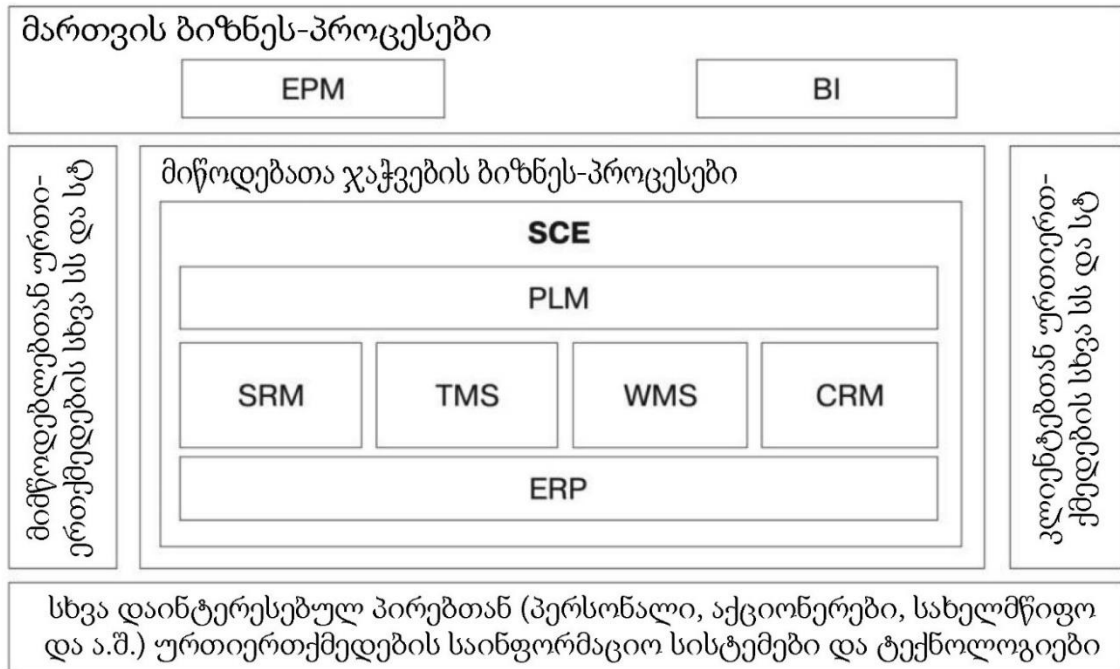 მართვის ბიზნეს-პროცესები
EPM
BI
მიმწოდებლებთან ურთი-
ერთქმედების სხვა სს და სტ
მიწოდებათა ჯაჭვების ბიზნეს-პროცესები
SCE
PLM
SRM
TMS
WMS
CRM
ERP
კლიენტებთან ურთიერთ-
ქმედების სხვა სს და სტ
სხვა დაინტერესებულ პირებთან (პერსონალი, აქციონერები, სახელმწიფო
და ა.შ.) ურთიერთქმედების საინფორმაციო სისტემები და ტექნოლოგიები